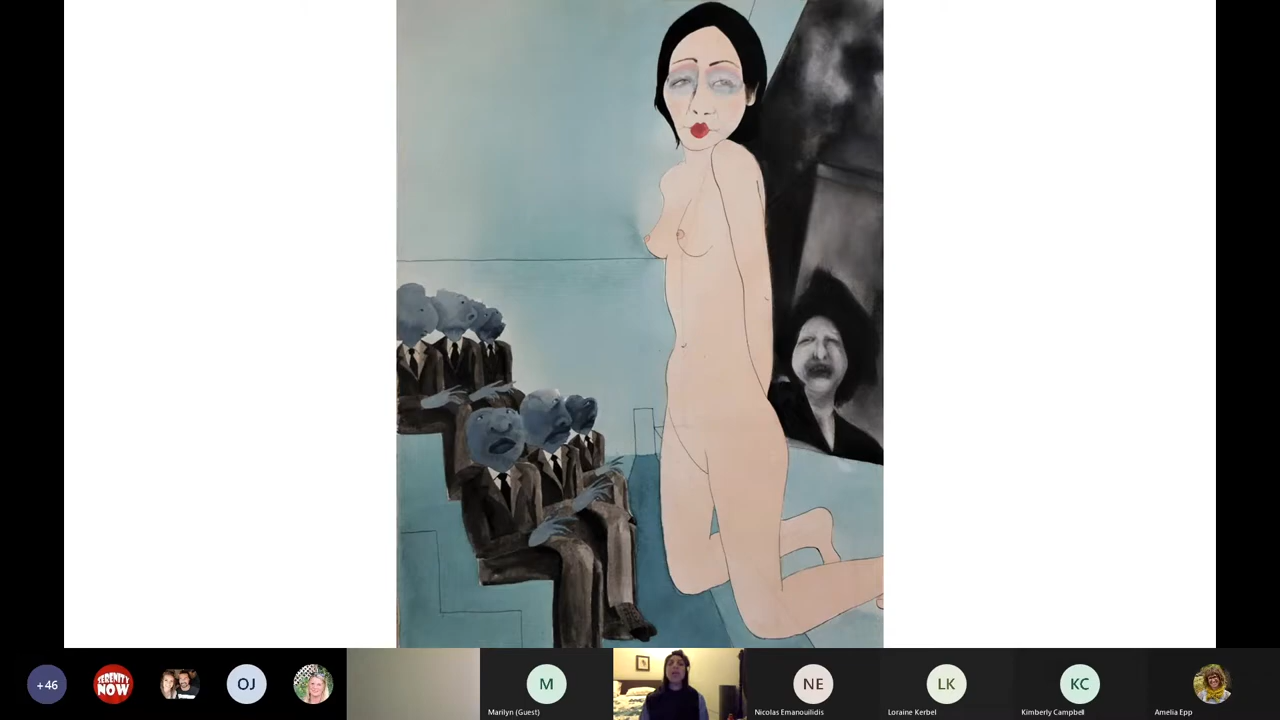 +46
SERENITY
NOW
OJ
M
Marilyn (Guest)
NE
Nicolas Emanouilidis
LK
Loraine Kerbel
KC
Kimberly Campbell
Amelia Epp